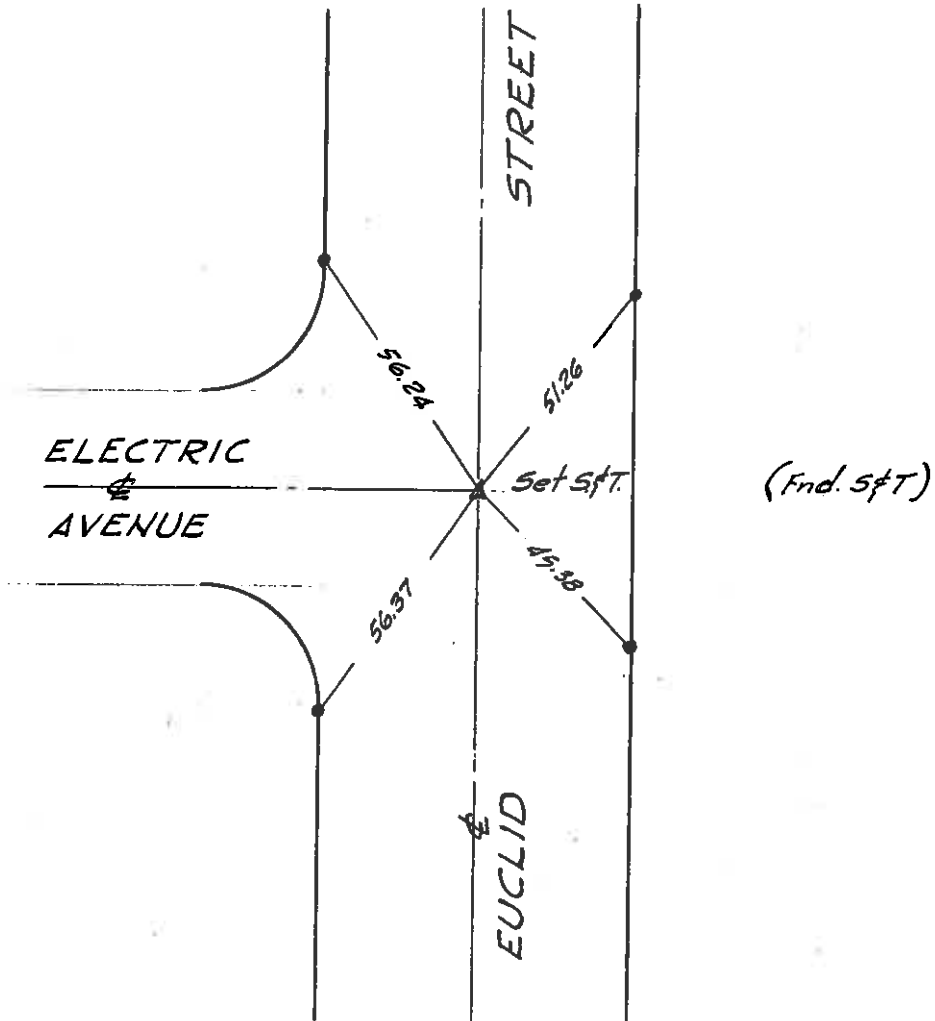 STREET
56.24
51.26
ELECTRIC
℄
AVENUE
Set S&T.
(Fnd. S&T)
56.37
45.38
℄
EUCLID